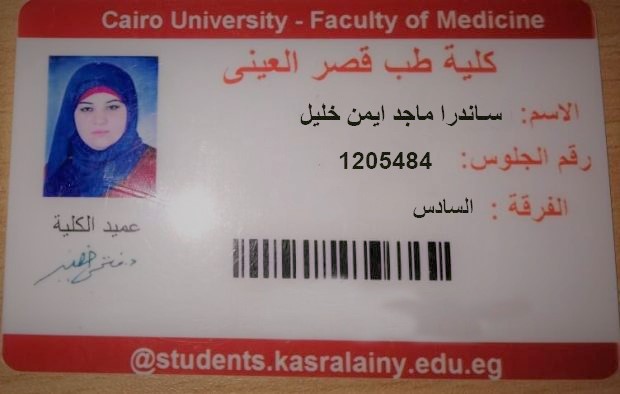 Cairo University - Faculty of Medicine
كلية طب قصر العينى
الاسم: ساندرا ماجد ايمن خليل
رقم الجلوس: 1205484
الفرقة : السادس
عميد الكلية
@students.kasralainy.edu.eg